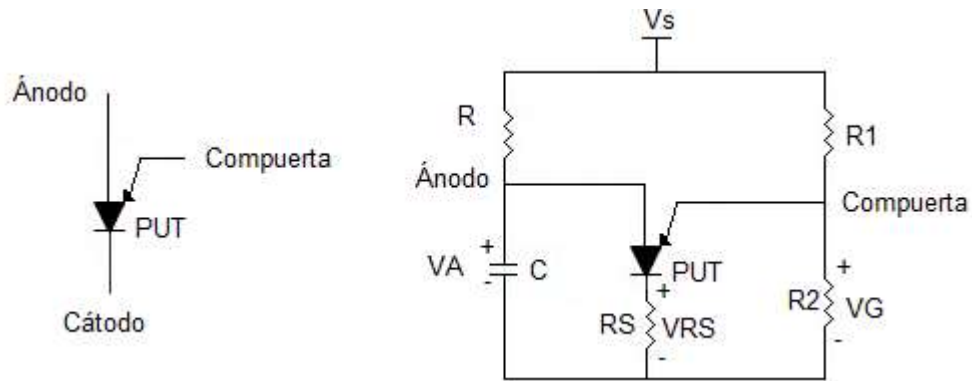 Ánodo
Compuerta
PUT
Cátodo
Vs
R
R1
Ánodo
Compuerta
+
VA
-
C
PUT
+
RS
VRS
-
R2
+
VG
-